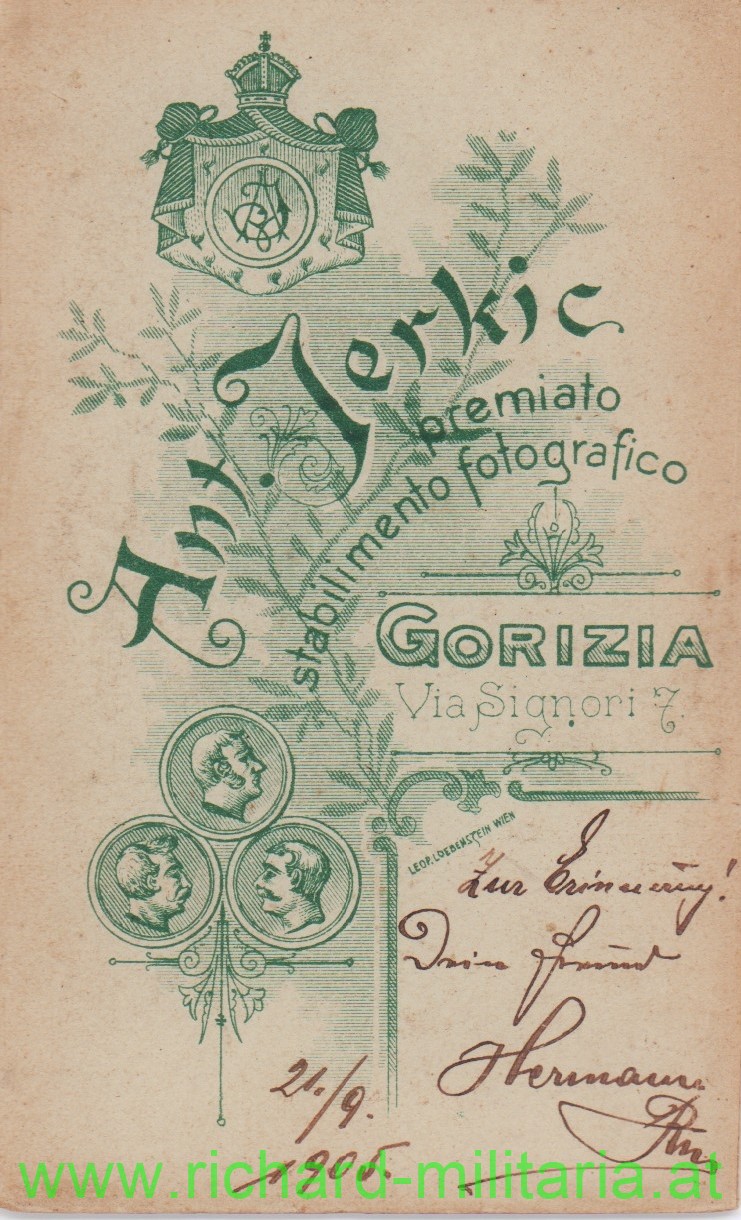 Ant. Jerkic
premiato
stabilimento fotografico
GORIZIA
Via Signori 7.
LEOP. LOEBENSTEIN WIEN
Zur Erinnerung!
Dein Freund
Hermann
21./9.
1905.
www.richard-militaria.at